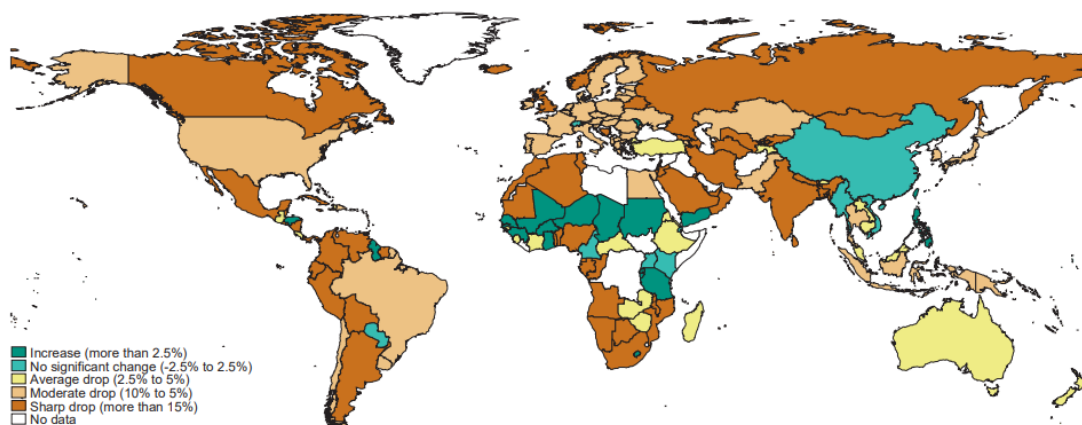 Increase (more than 2.5%)
No significant change (-2.5% to 2.5%)
Average drop (2.5% to 5%)
Moderate drop (10% to 5%)
Sharp drop (more than 15%)
No data